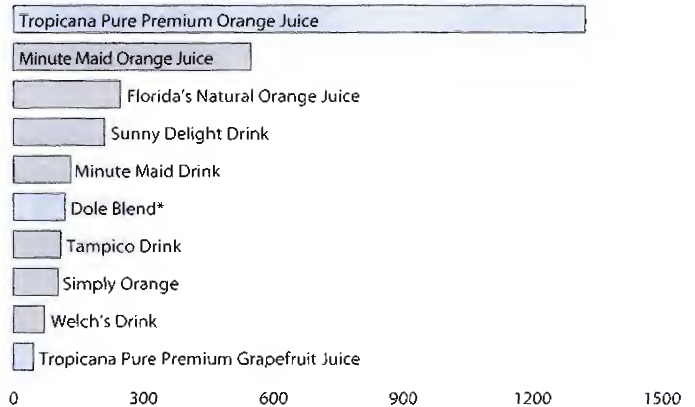 Tropicana Pure Premium Orange Juice
Minute Maid Orange Juice
Florida's Natural Orange Juice
Sunny Delight Drink
Minute Maid Drink
Dole Blend*
Tampico Drink
Simply Orange
Welch's Drink
Tropicana Pure Premium Grapefruit Juice
0 300 600 900 1200 1500